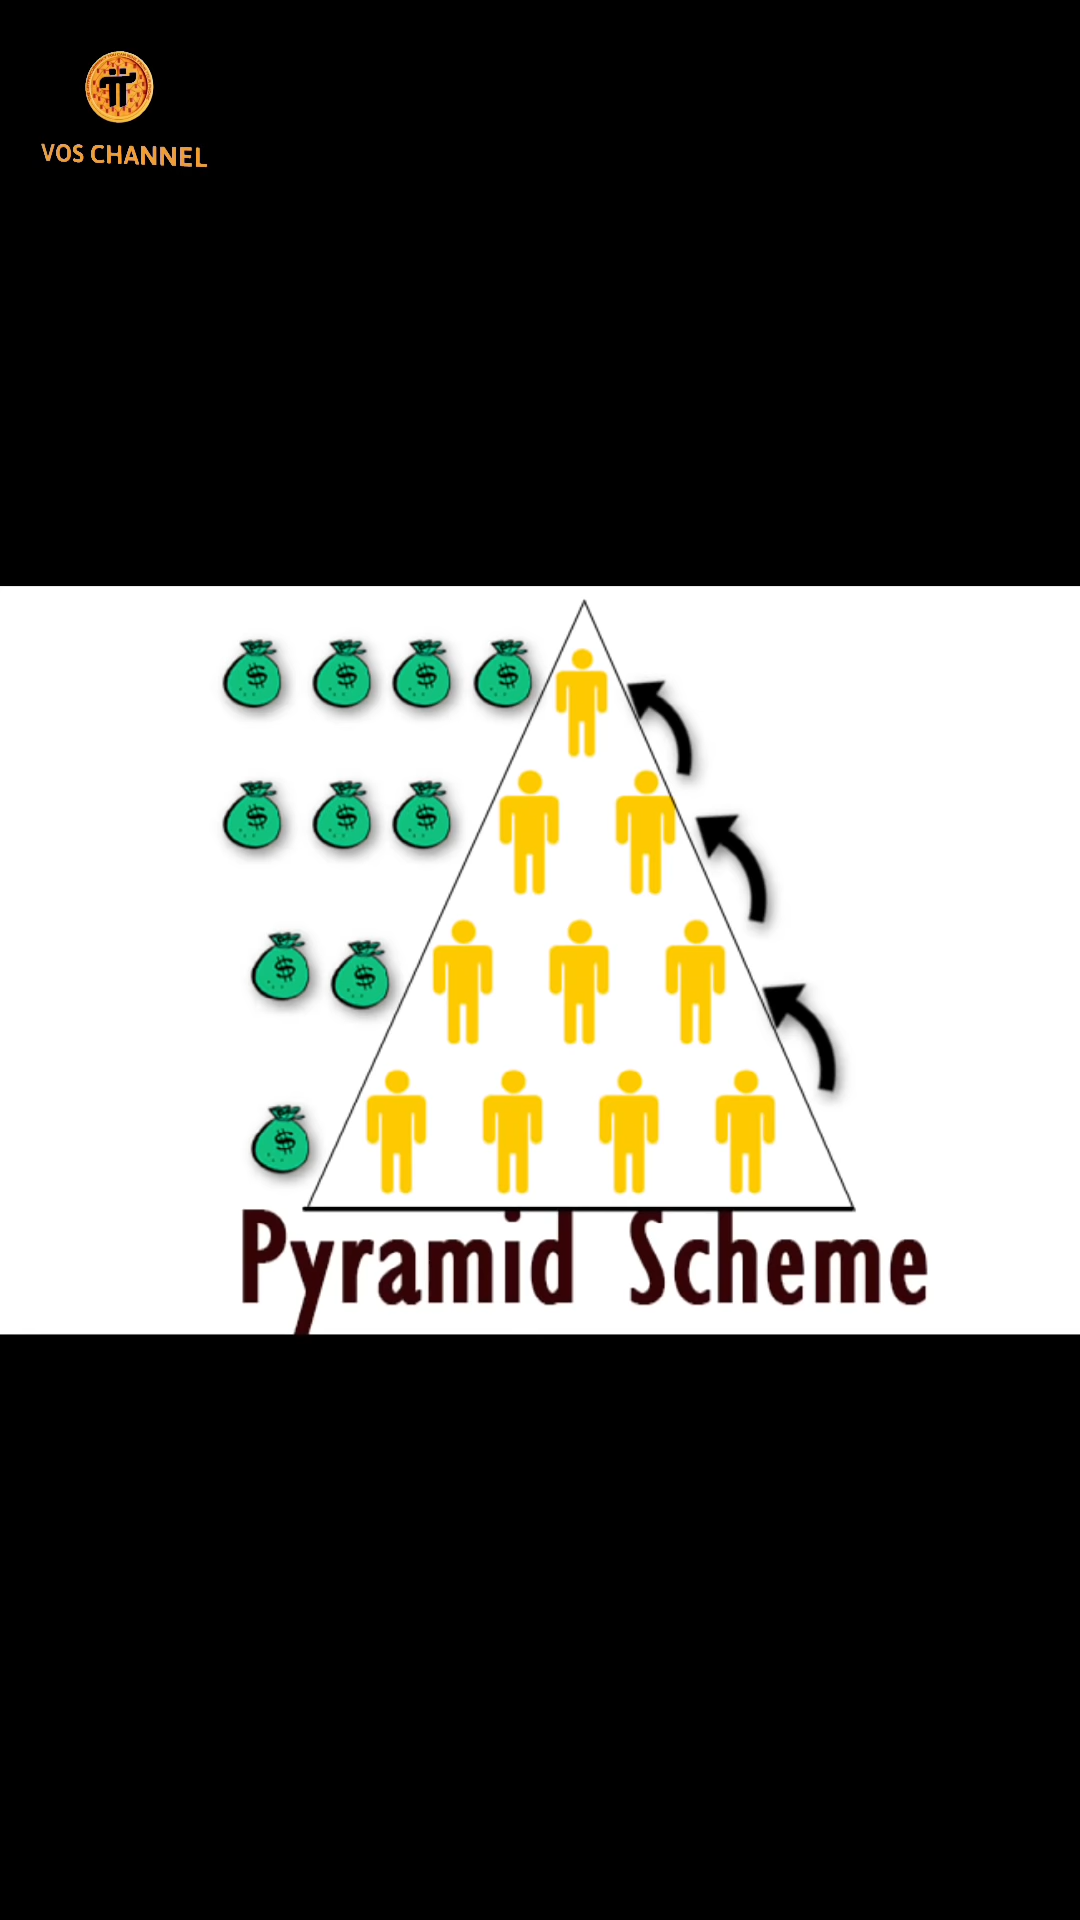 VOS CHANNEL
$ $ $ $
$ $ $
$ $
$
Pyramid Scheme